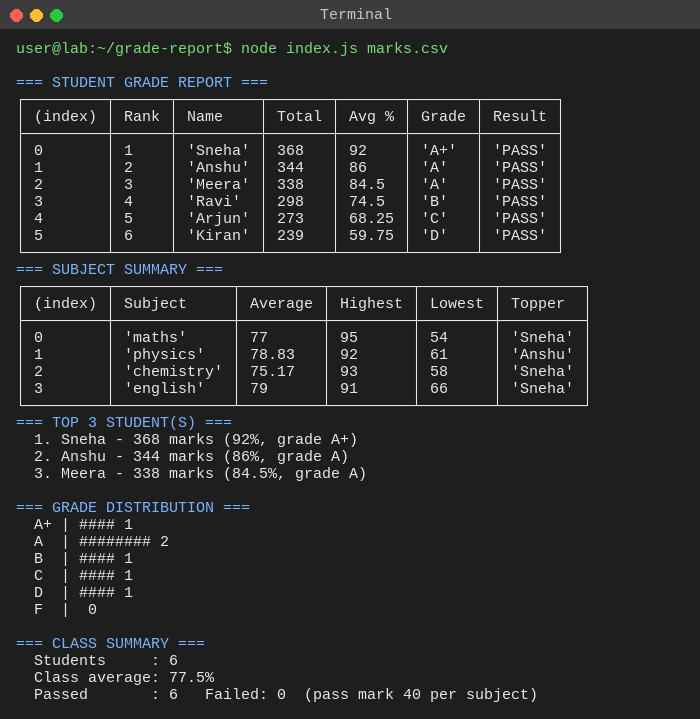 Terminal
user@lab:~/grade-report$ node index.js marks.csv
=== STUDENT GRADE REPORT ===
(index) Rank Name Total Avg % Grade Result
0 1 'Sneha' 368 92 'A+' 'PASS'
1 2 'Anshu' 344 86 'A' 'PASS'
2 3 'Meera' 338 84.5 'A' 'PASS'
3 4 'Ravi' 298 74.5 'B' 'PASS'
4 5 'Arjun' 273 68.25 'C' 'PASS'
5 6 'Kiran' 239 59.75 'D' 'PASS'
=== SUBJECT SUMMARY ===
(index) Subject Average Highest Lowest Topper
0 'maths' 77 95 54 'Sneha'
1 'physics' 78.83 92 61 'Anshu'
2 'chemistry' 75.17 93 58 'Sneha'
3 'english' 79 91 66 'Sneha'
=== TOP 3 STUDENT(S) ===
1. Sneha - 368 marks (92%, grade A+)
2. Anshu - 344 marks (86%, grade A)
3. Meera - 338 marks (84.5%, grade A)
=== GRADE DISTRIBUTION ===
A+ | #### 1
A  | ######## 2
B  | #### 1
C  | #### 1
D  | #### 1
F  |  0
=== CLASS SUMMARY ===
Students     : 6
Class average: 77.5%
Passed       : 6   Failed: 0  (pass mark 40 per subject)